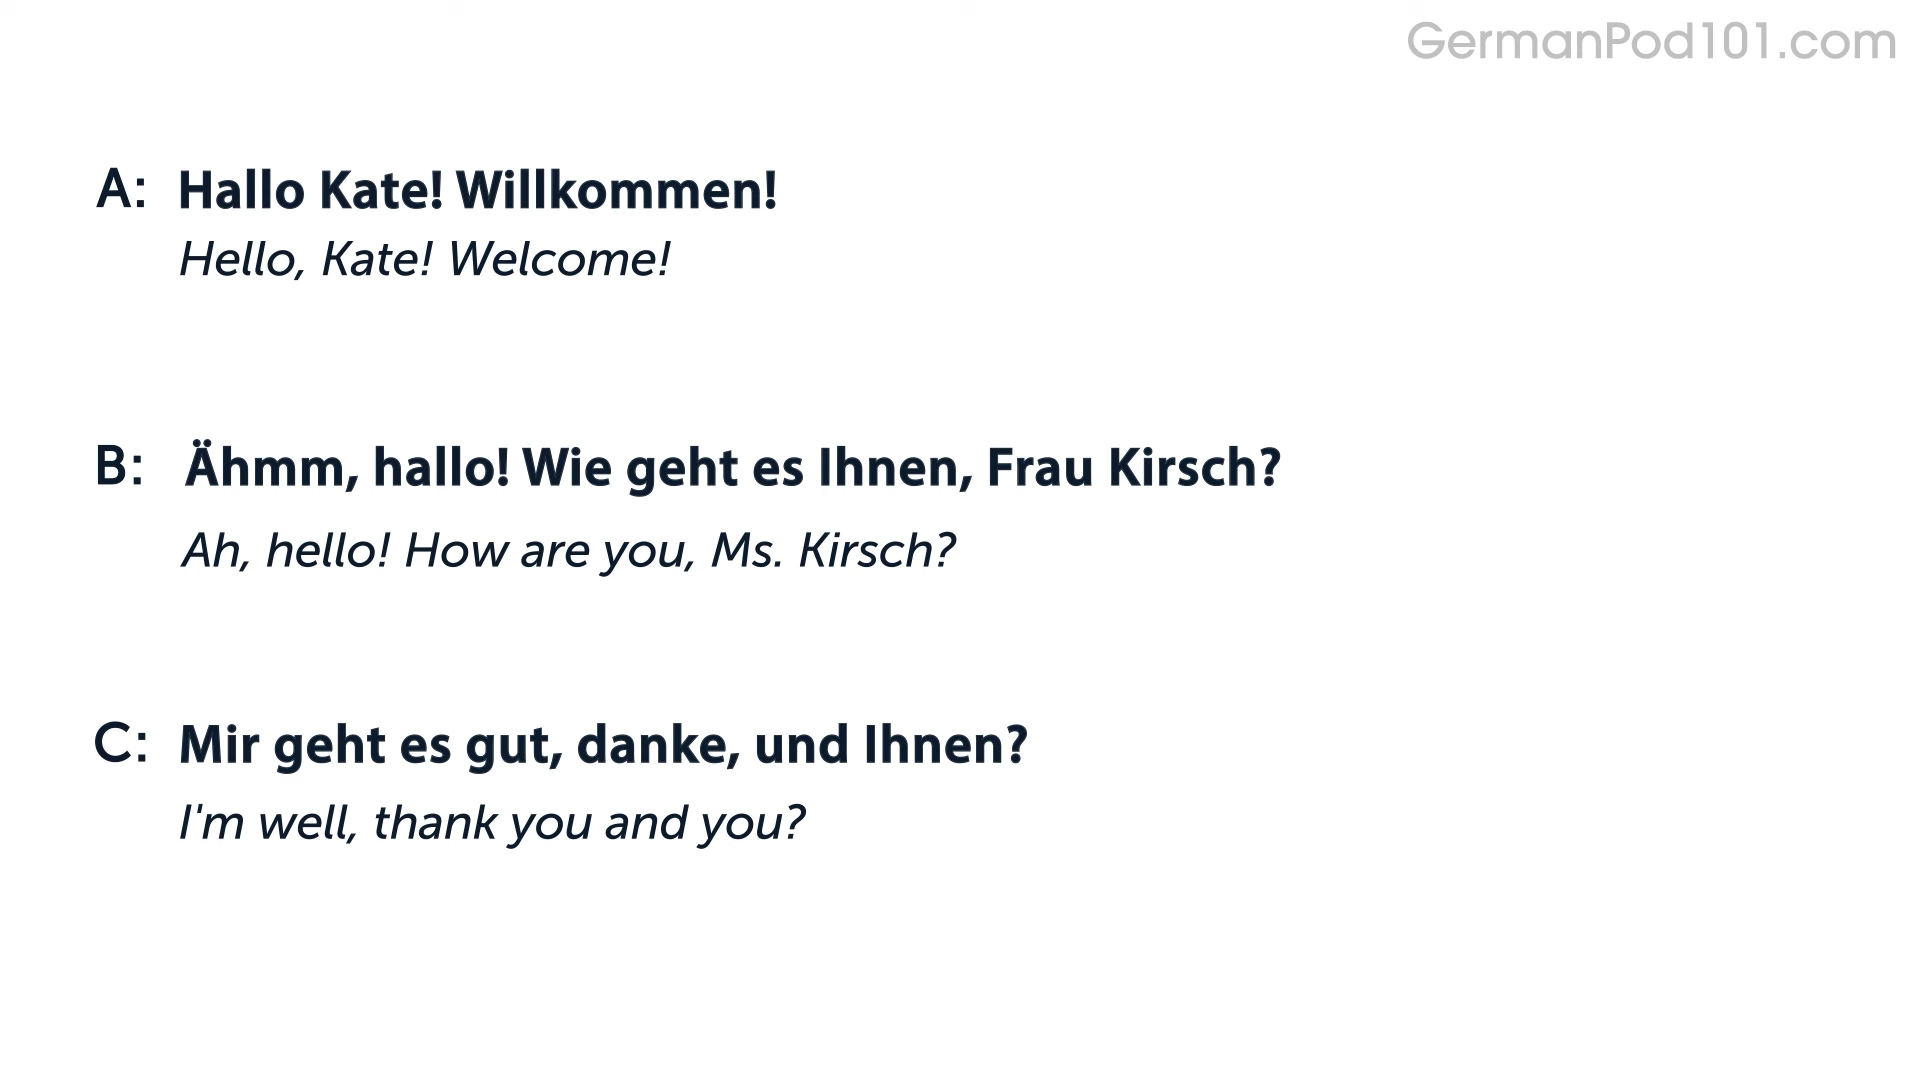 GermanPod101.com
A: Hallo Kate! Willkommen!
Hello, Kate! Welcome!
B: Ähmm, hallo! Wie geht es Ihnen, Frau Kirsch?
Ah, hello! How are you, Ms. Kirsch?
C: Mir geht es gut, danke, und Ihnen?
I'm well, thank you and you?